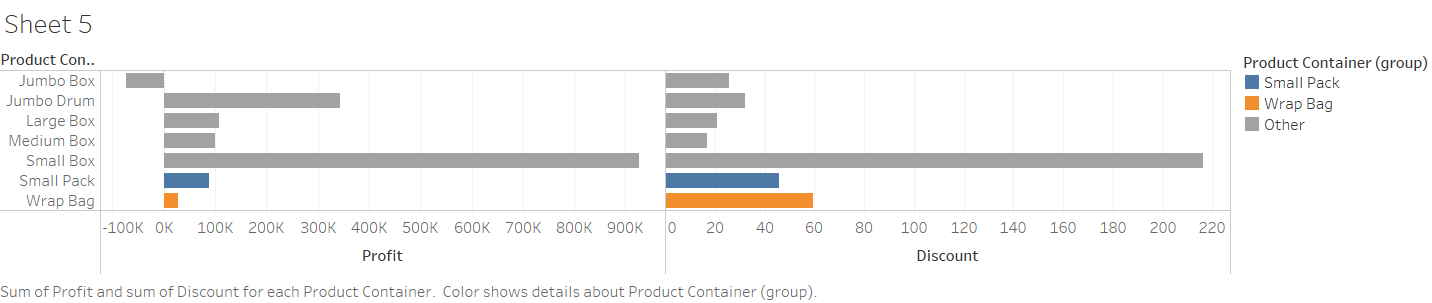 Sheet 5
Product Con..
Product Container (group)
Jumbo Box
Small Pack
Jumbo Drum
Wrap Bag
Large Box
Other
Medium Box
Small Box
Small Pack
Wrap Bag
-100K 0K 100K 200K 300K 400K 500K 600K 700K 800K 900K 0 20 40 60 80 100 120 140 160 180 200 220
Profit Discount
Sum of Profit and sum of Discount for each Product Container. Color shows details about Product Container (group).